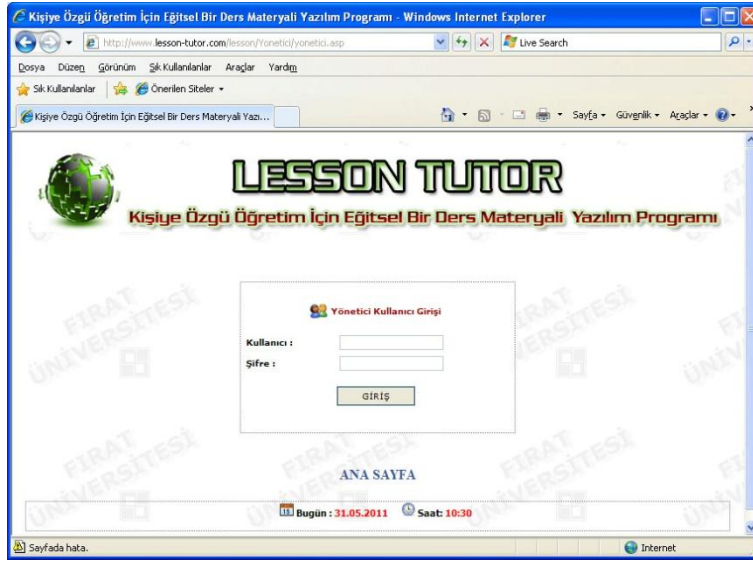 Kişiye Özgü Öğretim İçin Eğitsel Bir Ders Materyali Yazılım Programı - Windows Internet Explorer
http://www.lesson-tutor.com/lesson/Yonetici/yonetici.asp
Live Search
Dosya Düzen Görünüm Sık Kullanılanlar Araçlar Yardım
Sık Kullanılanlar Önerilen Siteler
Kişiye Özgü Öğretim İçin Eğitsel Bir Ders Materyali Yazı...
Sayfa Güvenlik Araçlar
LESSON TUTOR
Kişiye Özgü Öğretim İçin Eğitsel Bir Ders Materyali Yazılım Programı
Yönetici Kullanıcı Girişi
Kullanıcı :
Şifre :
GİRİŞ
FIRAT ÜNİVERSİTESİ
ANA SAYFA
Bugün : 31.05.2011 Saat: 10:30
Sayfada hata.
Internet